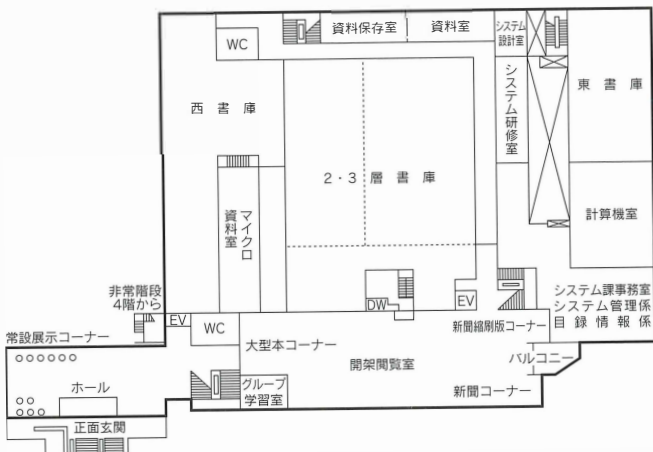 資料保存室
資料室
システム
設計室
WC
西書庫
システム研修室
東書庫
2・3層書庫
マイクロ
資料室
計算機室
非常階段
4階から
EV
WC
DW
EV
システム課事務室
システム管理係
目録情報係
常設展示コーナー
大型本コーナー
新聞縮刷版コーナー
開架閲覧室
バルコニー
ホール
グループ
学習室
新聞コーナー
正面玄関